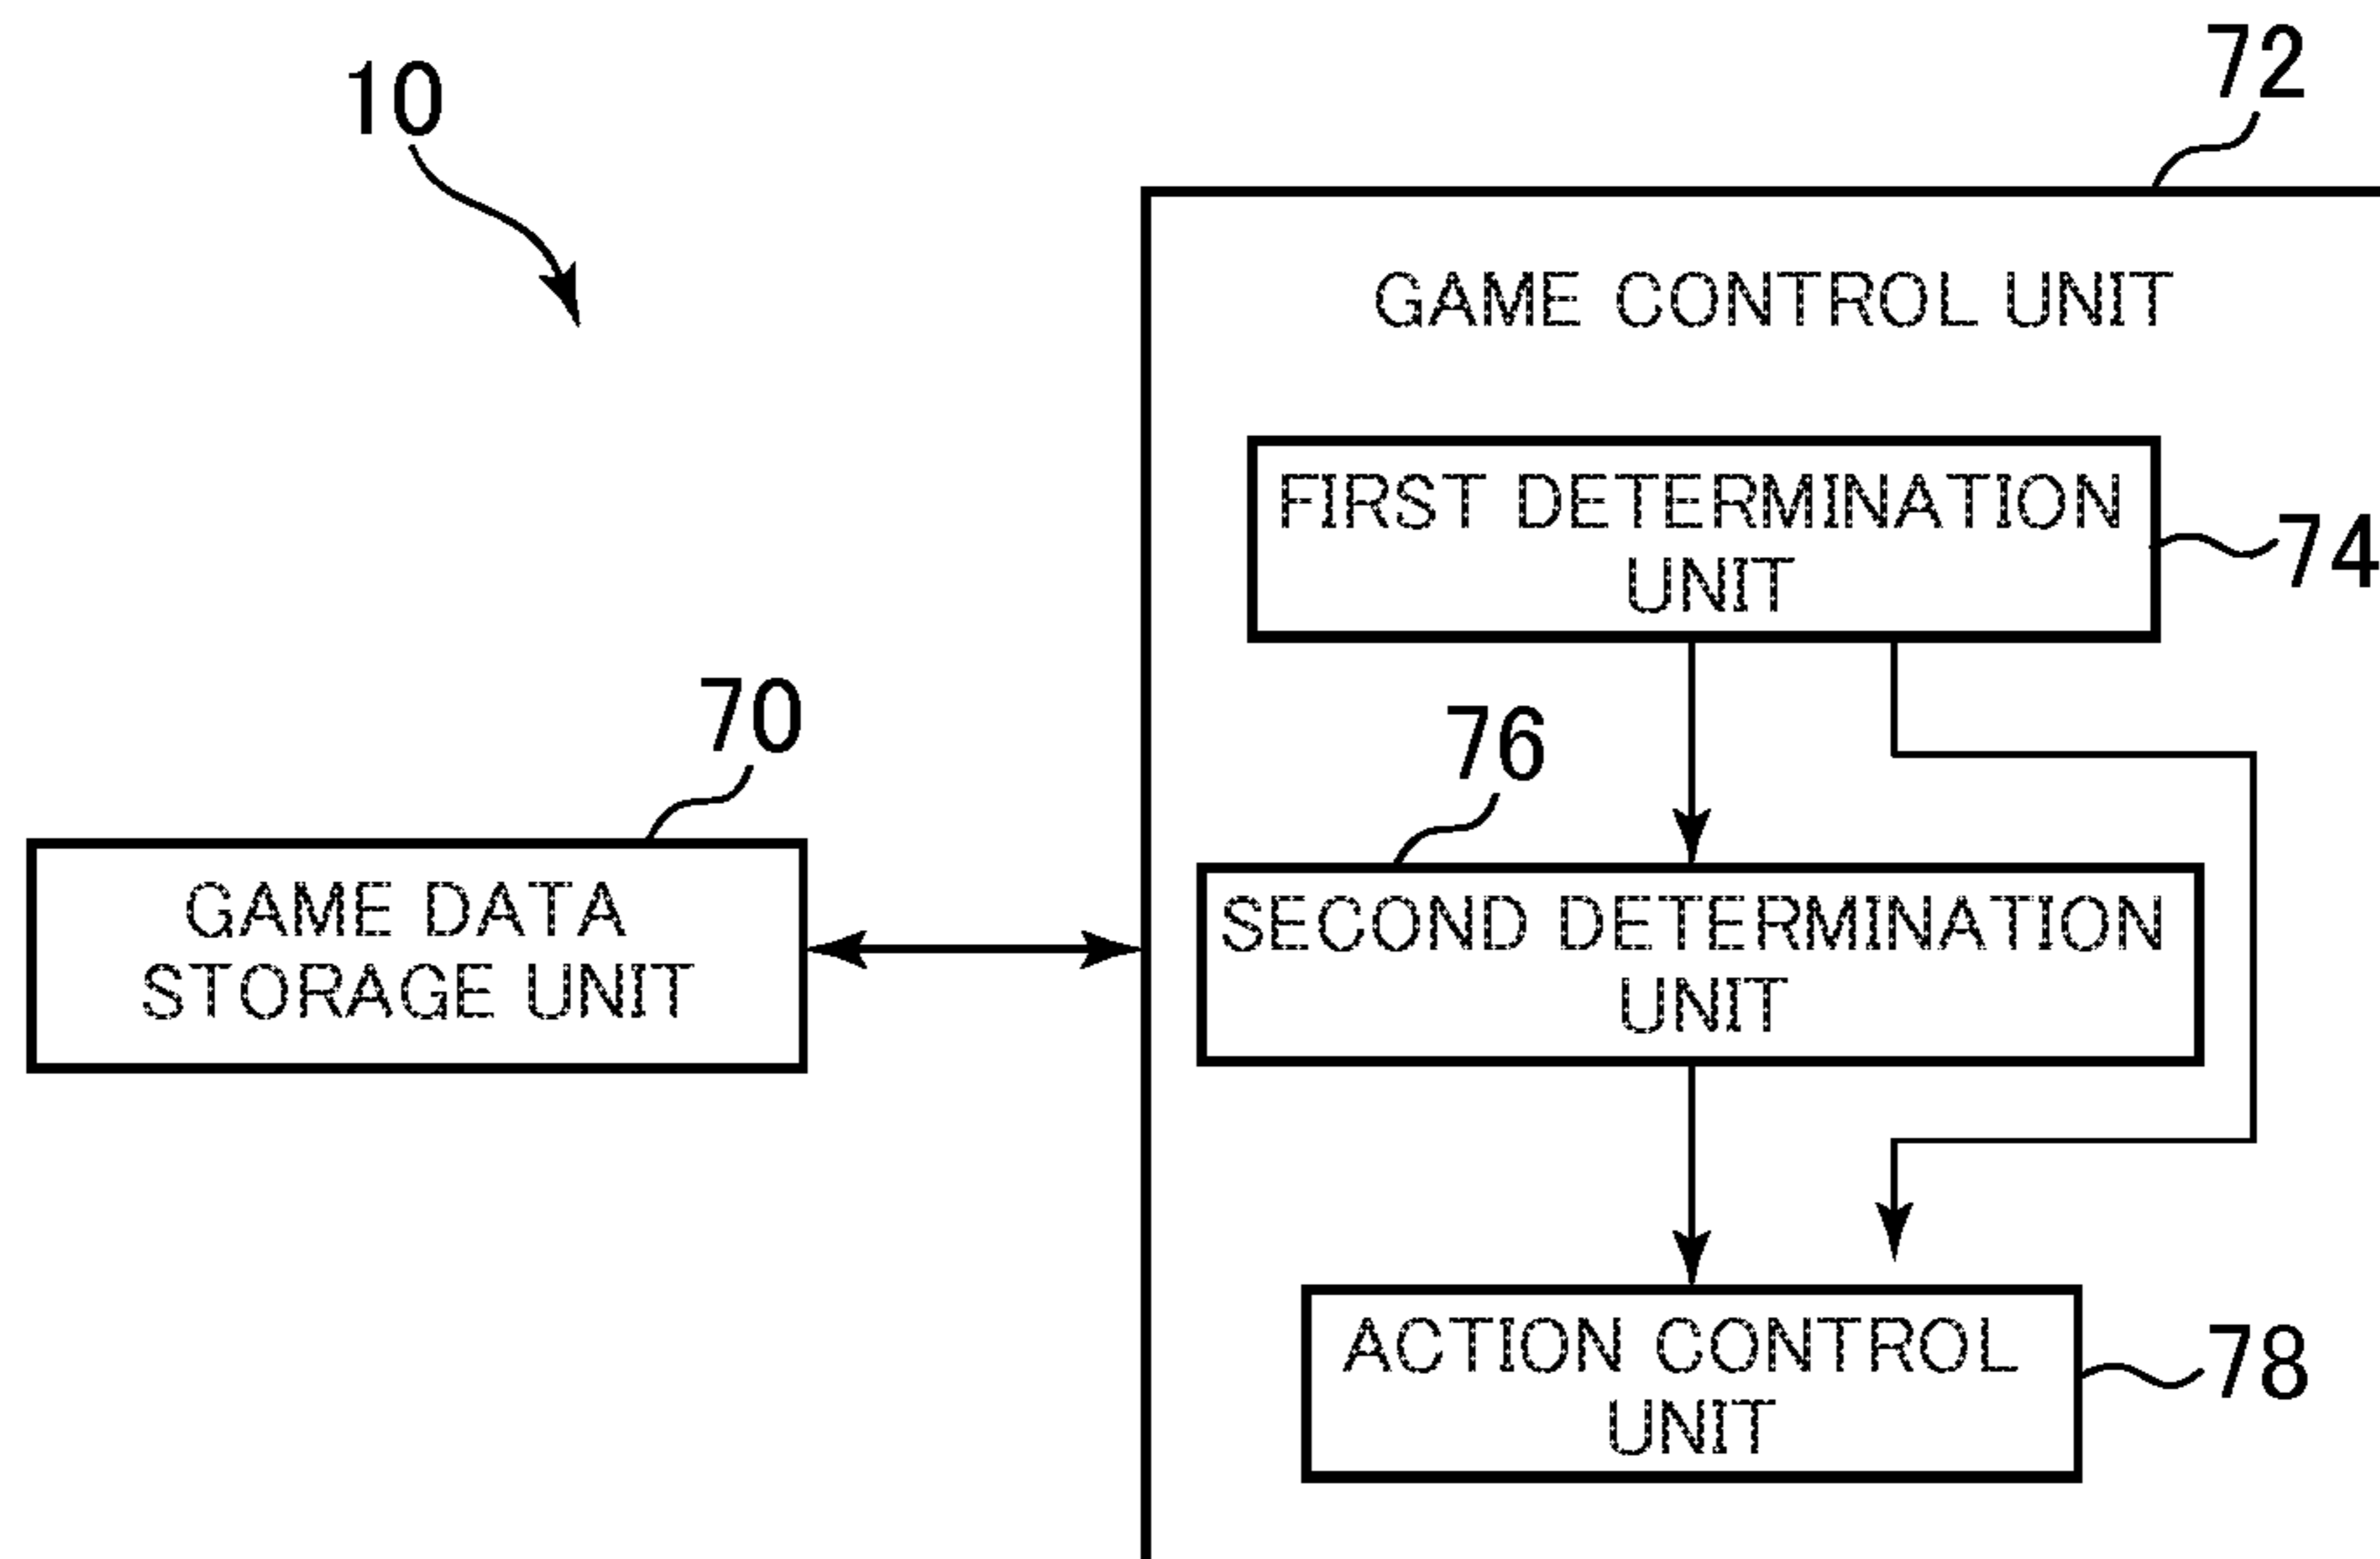 10
72
GAME CONTROL UNIT
FIRST DETERMINATION
UNIT
74
70
76
GAME DATA
STORAGE UNIT
SECOND DETERMINATION
UNIT
ACTION CONTROL
UNIT
78